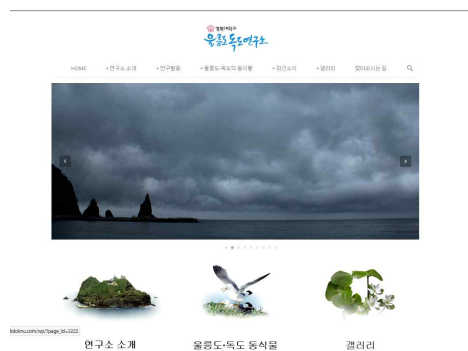 경북대학교
울릉도 독도연구소
HOME
+ 연구소 소개
+ 연구활동
+ 울릉도·독도의 동식물
+ 최근소식
+ 갤러리
찾아오시는 길
kdoknu.com/wp/?page_id=3222
연구소 소개
울릉도·독도 동식물
갤러리